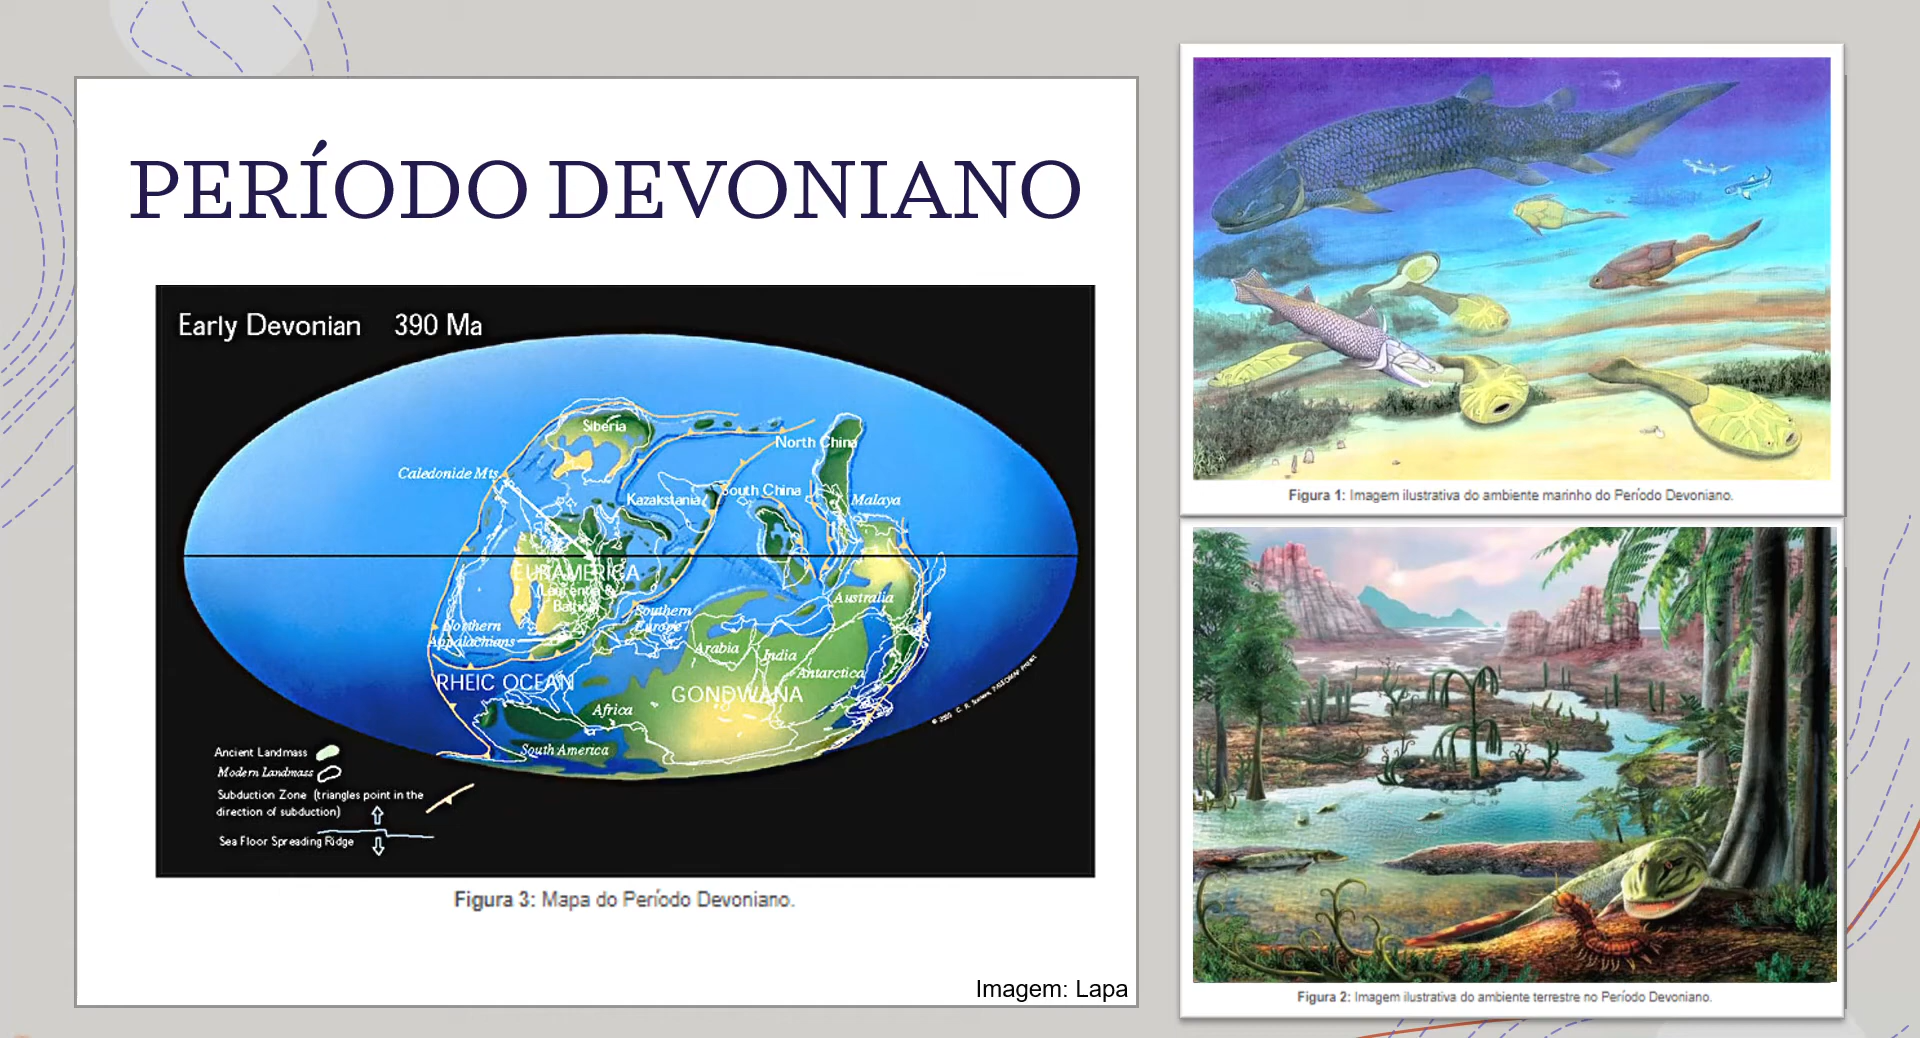 PERÍODO DEVONIANO
Early Devonian 390 Ma
Siberia
North China
Caledonide Mts.
Kazakstania
South China
Malaya
EURAMERICA
Laurentia &
Baltica
Australia
Southern
Europe
Northern
Appalachians
Arabia
India
Antarctica
RHEIC OCEAN
GONDWANA
Africa
South America
Ancient Landmass
Modern Landmass
Subduction Zone (triangles point in the
direction of subduction)
Sea Floor Spreading Ridge
Figura 3: Mapa do Período Devoniano.
Imagem: Lapa
Figura 1: Imagem ilustrativa do ambiente marinho do Período Devoniano.
Figura 2: Imagem ilustrativa do ambiente terrestre no Período Devoniano.